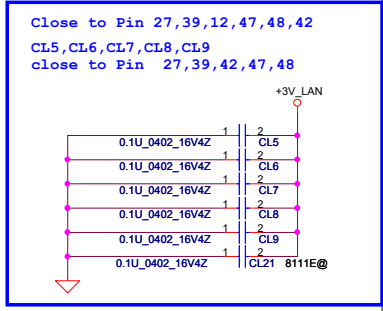 Close to Pin 27,39,12,47,48,42
CL5,CL6,CL7,CL8,CL9
close to Pin 27,39,42,47,48
+3V_LAN
1 2
0.1U_0402_16V4Z CL5
1 2
0.1U_0402_16V4Z CL6
1 2
0.1U_0402_16V4Z CL7
1 2
0.1U_0402_16V4Z CL8
1 2
0.1U_0402_16V4Z CL9
1 2
0.1U_0402_16V4Z CL21 8111E@